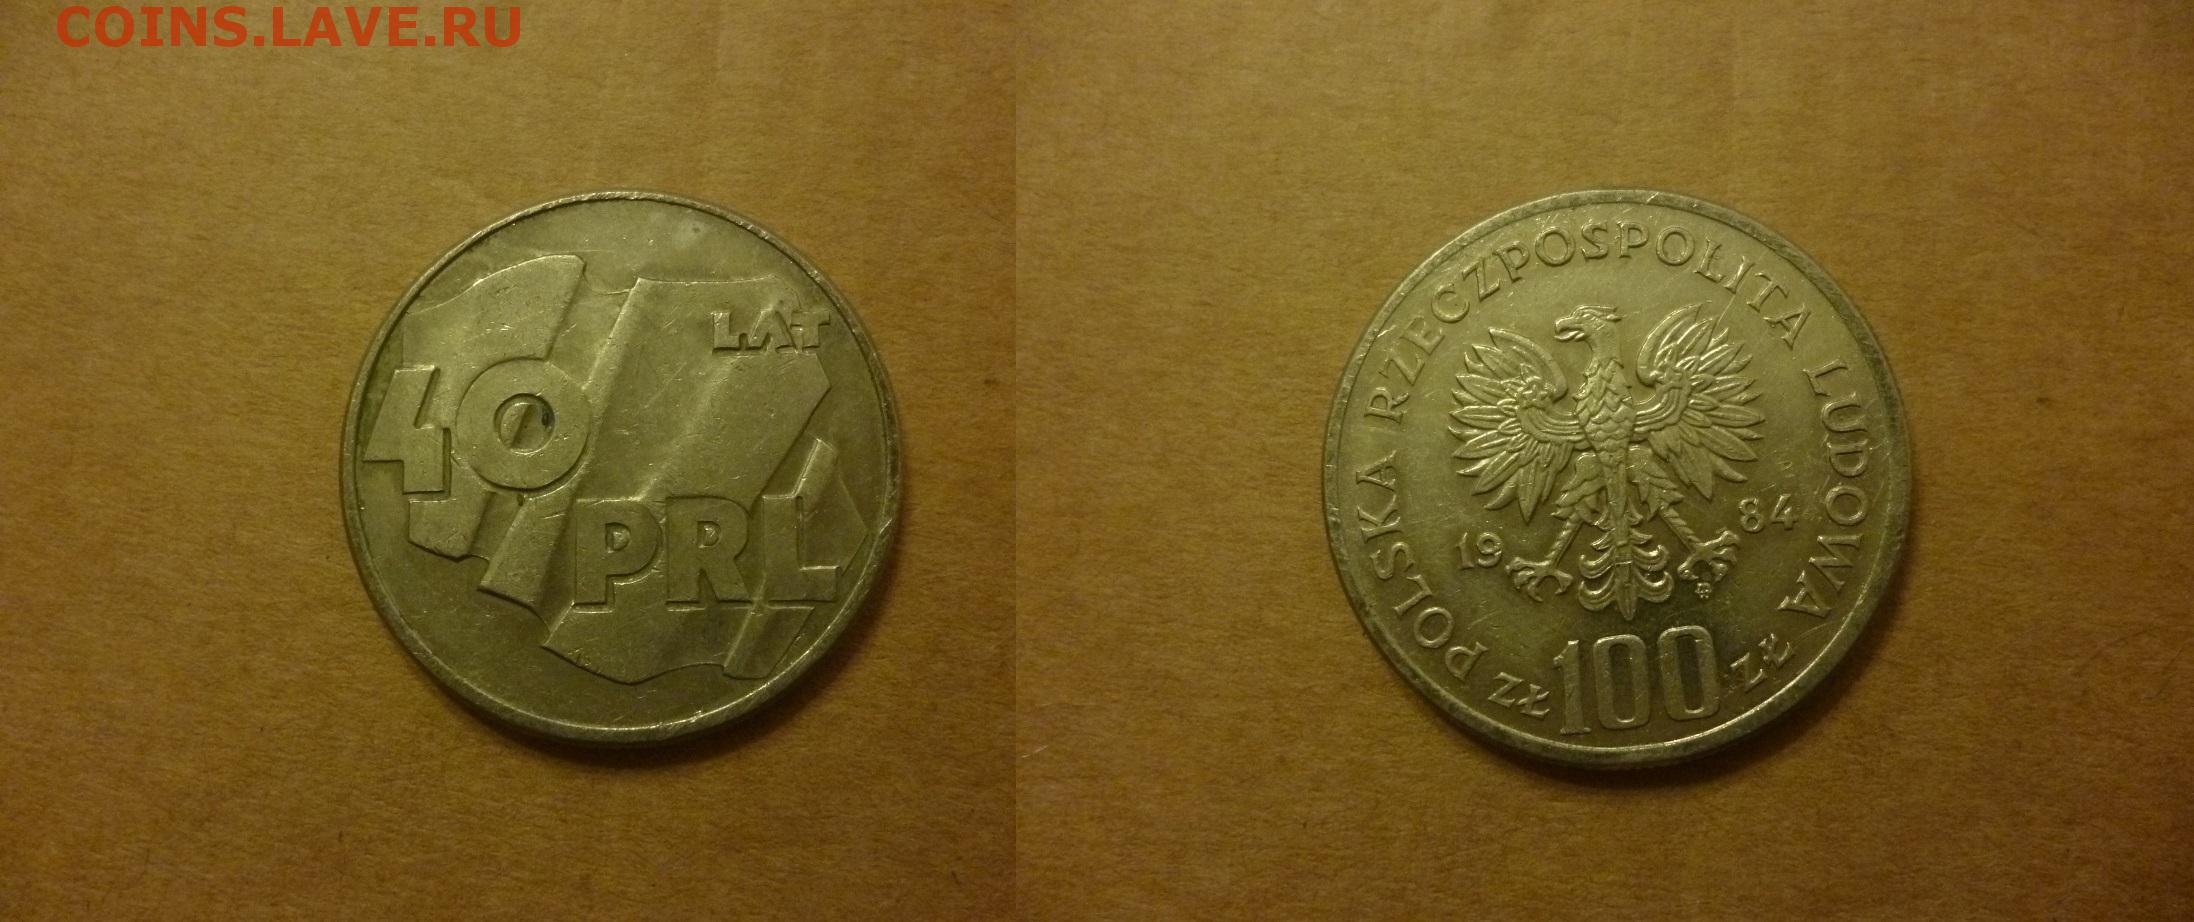 COINS.LAVE.RU
LAT
40
PRL
POLSKA RZECZPOSPOLITA LUDOWA
19 84
ZŁ 100 ZŁ